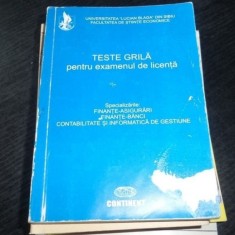 UNIVERSITATEA "LUCIAN BLAGA" DIN SIBIU
FACULTATEA DE ŞTIINŢE ECONOMICE
TESTE GRILĂ
pentru examenul de licenţă
Specializările:
FINANŢE-ASIGURĂRI
FINANŢE-BĂNCI
CONTABILITATE ŞI INFORMATICĂ DE GESTIUNE
CONTINENT